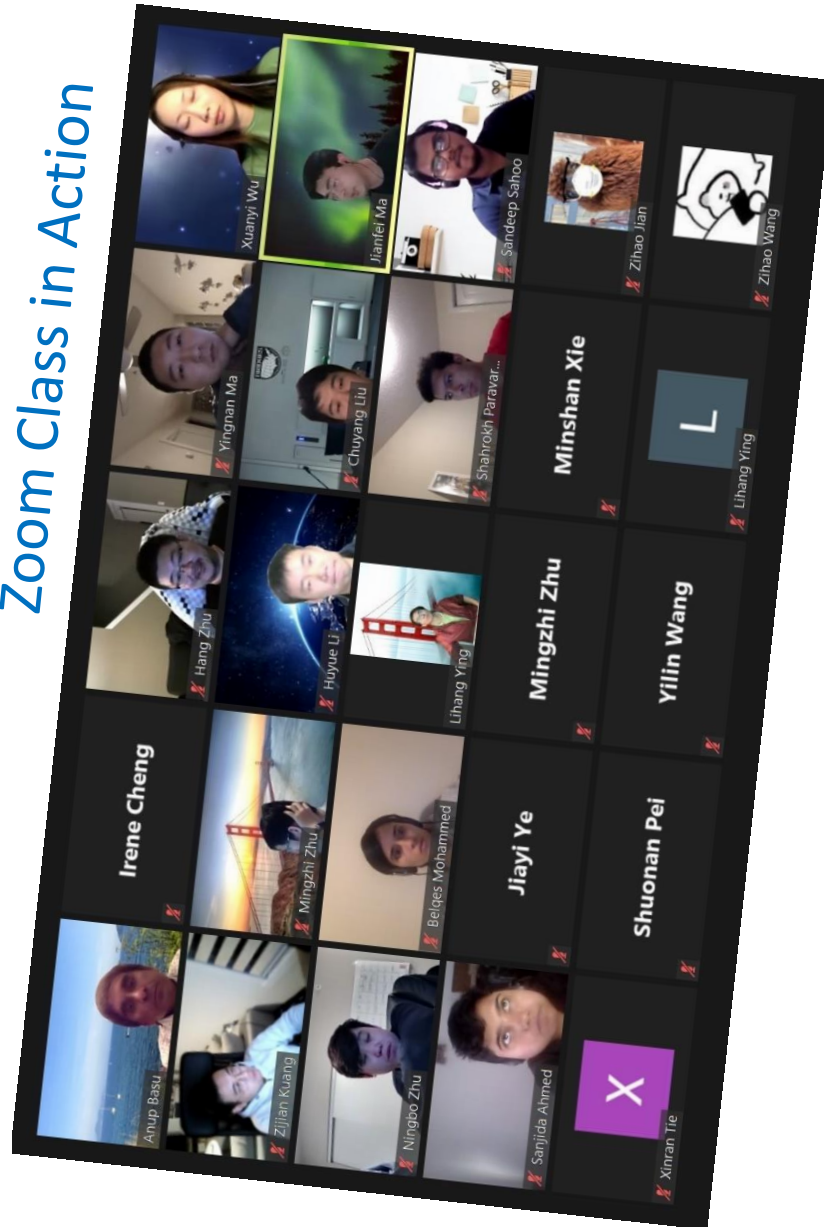 Zoom Class in Action
Anup Basu
Irene Cheng
Hang Zhu
Yingnan Ma
Xuanyi Wu
Zijian Kuang
Mingzhi Zhu
Huyue Li
Chuyang Liu
Jianfei Ma
Ningbo Zhu
Belqes Mohammed
Lihang Ying
Shahrokh Paravar...
Sandeep Sahoo
Sanjida Ahmed
Jiayi Ye
Mingzhi Zhu
Minshan Xie
Zihao Jian
X
Xinran Tie
Shuonan Pei
Yilin Wang
L
Lihang Ying
Zihao Wang